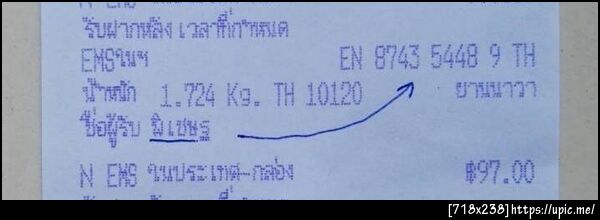 รับฝากหลัง เวลาที่กำหนด
EMSในฯ EN 8743 5448 9 TH
น้ำหนัก 1.724 Kg. TH 10120 ยานนาวา
ชื่อผู้รับ พิเชษฐ
N EMS ในประเทศ-กล่อง ฿97.00
[718x238]https://upic.me/